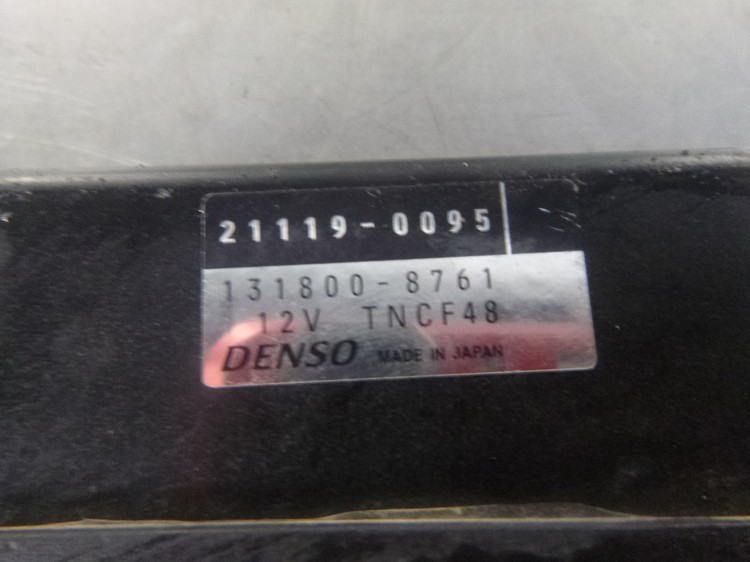 21119-0095
131800-8761
12V TNCF48
DENSO MADE IN JAPAN